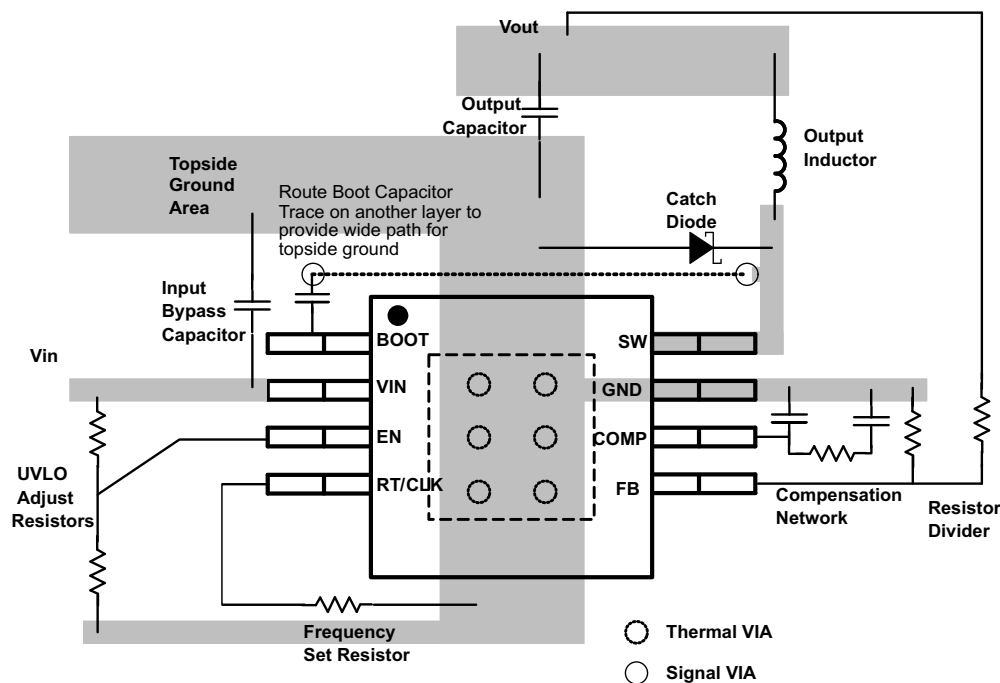 Vout
Output
Capacitor
Output
Inductor
Topside
Ground
Area
Route Boot Capacitor
Trace on another layer to
provide wide path for
topside ground
Catch
Diode
Input
Bypass
Capacitor
Vin
BOOT
SW
VIN
GND
EN
COMP
RT/CLK
FB
UVLO
Adjust
Resistors
Compensation
Network
Resistor
Divider
Frequency
Set Resistor
Thermal VIA
Signal VIA